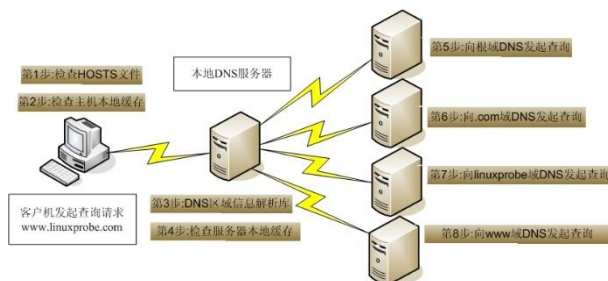 第1步:检查HOSTS文件
第2步:检查主机本地缓存
客户机发起查询请求
www.linuxprobe.com
本地DNS服务器
第3步:DNS区域信息解析库
第4步:检查服务器本地缓存
第5步:向根域DNS发起查询
第6步:向.com域DNS发起查询
第7步:向linuxprobe域DNS发起查询
第8步:向www域DNS发起查询